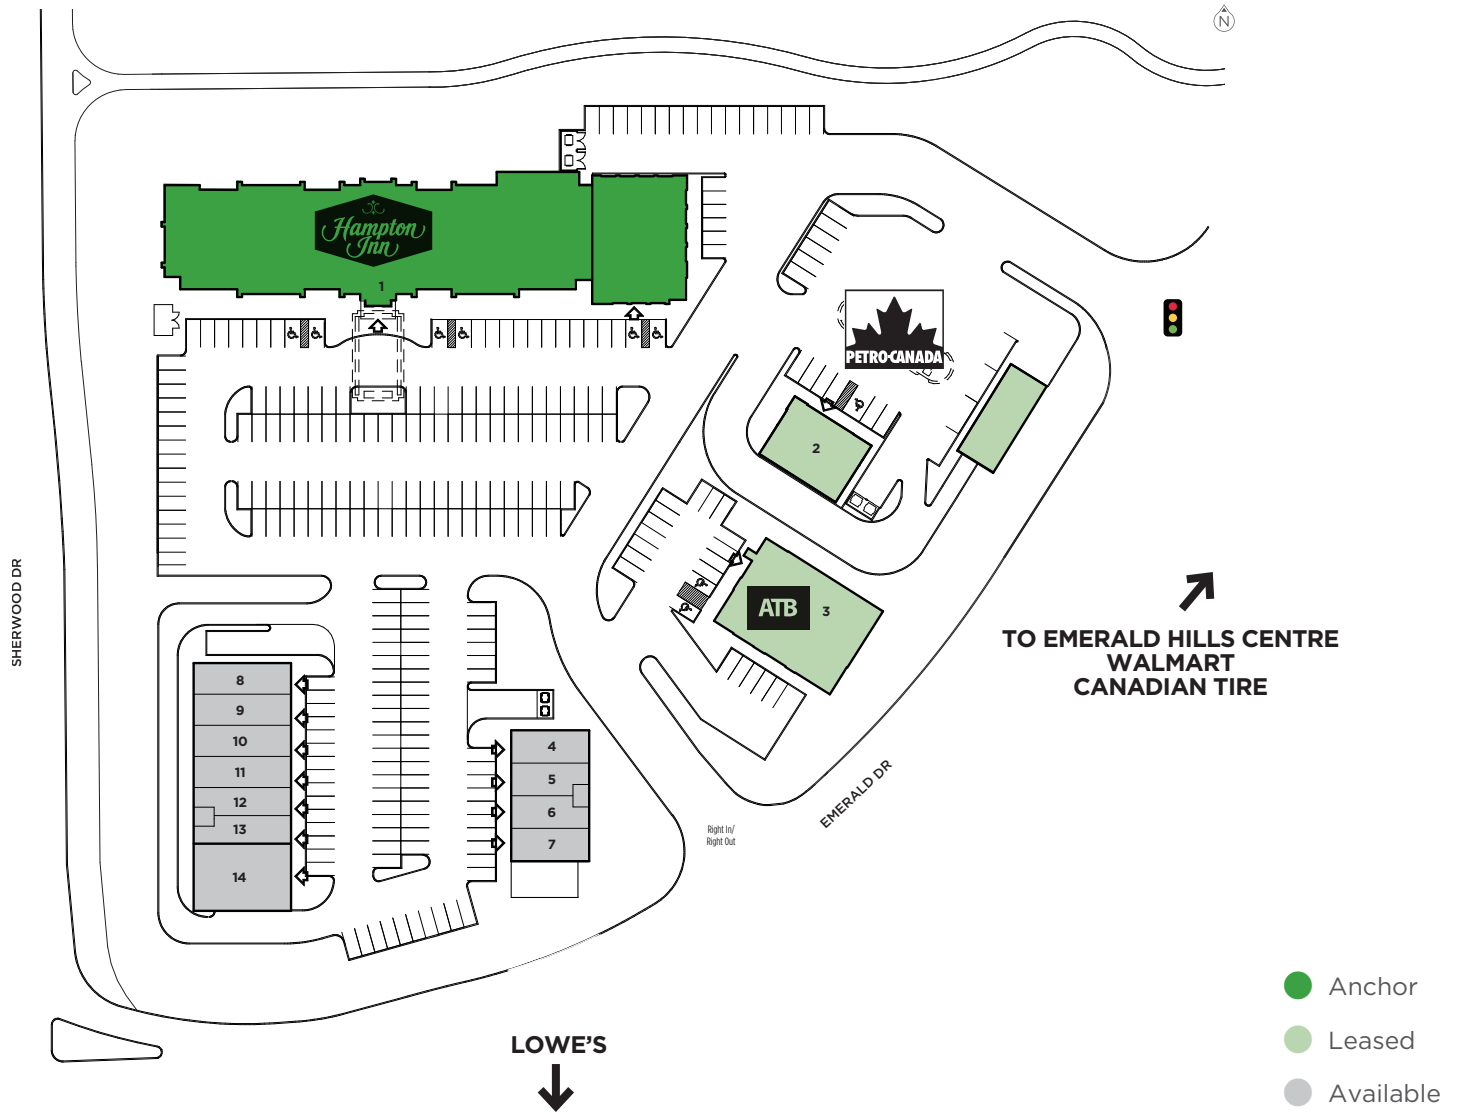 N
Hampton
Inn
1
PETRO-CANADA
2
ATB
3
SHERWOOD DR
TO EMERALD HILLS CENTRE
WALMART
CANADIAN TIRE
8
9
10
11
12
13
14
4
5
6
7
EMERALD DR
Right In/
Right Out
LOWE'S
Anchor
Leased
Available